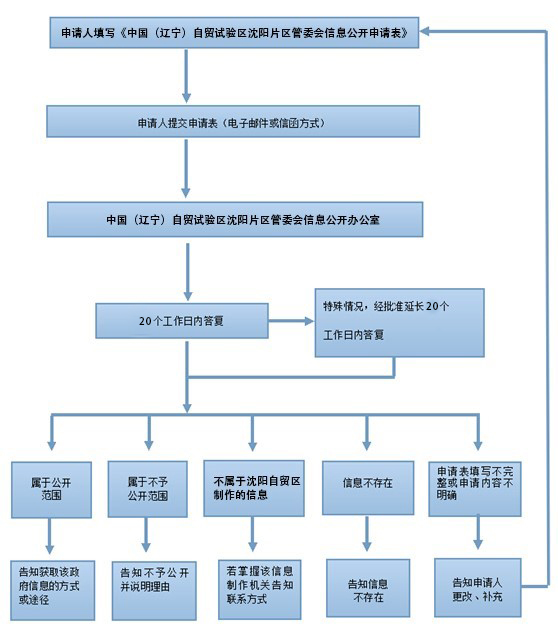 申请人填写《中国（辽宁）自贸试验区沈阳片区管委会信息公开申请表》
申请人提交申请表（电子邮件或信函方式）
中国（辽宁）自贸试验区沈阳片区管委会信息公开办公室
20个工作日内答复
特殊情况，经批准延长20个
工作日内答复
属于公开
范围
属于不予
公开范围
不属于沈阳自贸区
制作的信息
信息不存在
申请表填写不完
整或申请内容不
明确
告知获取该政
府信息的方式
或途径
告知不予公开
并说明理由
若掌握该信息
制作机关告知
联系方式
告知信息
不存在
告知申请人
更改、补充